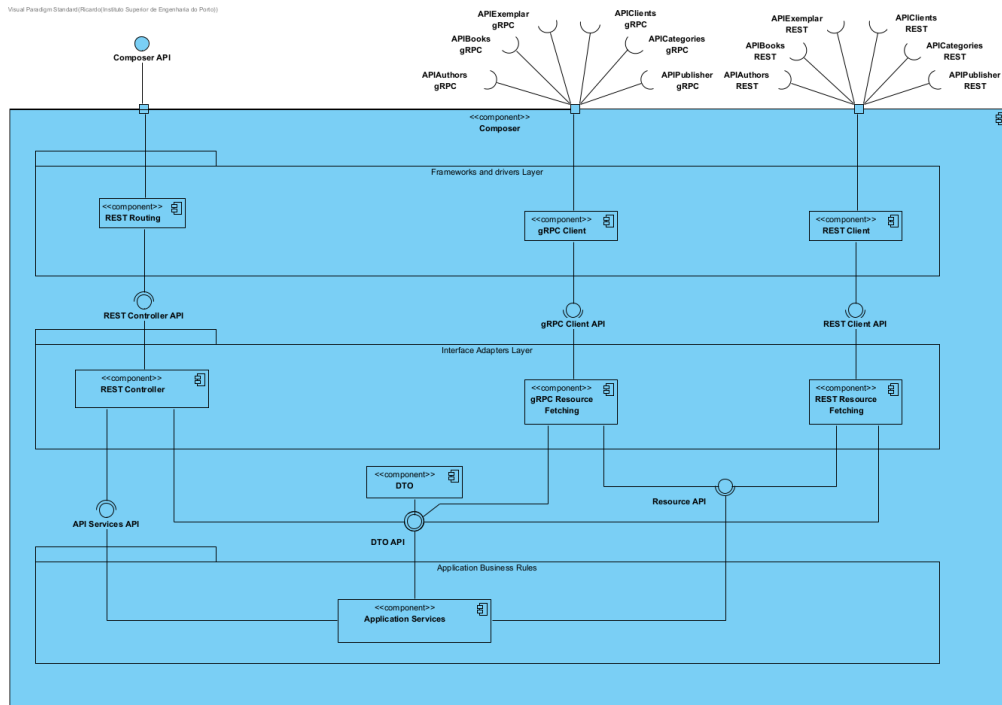 Visual Paradigm Standard(Ricardo(Instituto Superior de Engenharia do Porto))
Composer API
APIExemplar
gRPC
APIClients
gRPC
APIBooks
gRPC
APICategories
gRPC
APIAuthors
gRPC
APIPublisher
gRPC
APIExemplar
REST
APIClients
REST
APIBooks
REST
APICategories
REST
APIAuthors
REST
APIPublisher
REST
<<component>>
Composer
Frameworks and drivers Layer
<<component>>
REST Routing
<<component>>
gRPC Client
<<component>>
REST Client
REST Controller API
gRPC Client API
REST Client API
Interface Adapters Layer
<<component>>
REST Controller
<<component>>
gRPC Resource
Fetching
<<component>>
REST Resource
Fetching
<<component>>
DTO
Resource API
API Services API
DTO API
Application Business Rules
<<component>>
Application Services